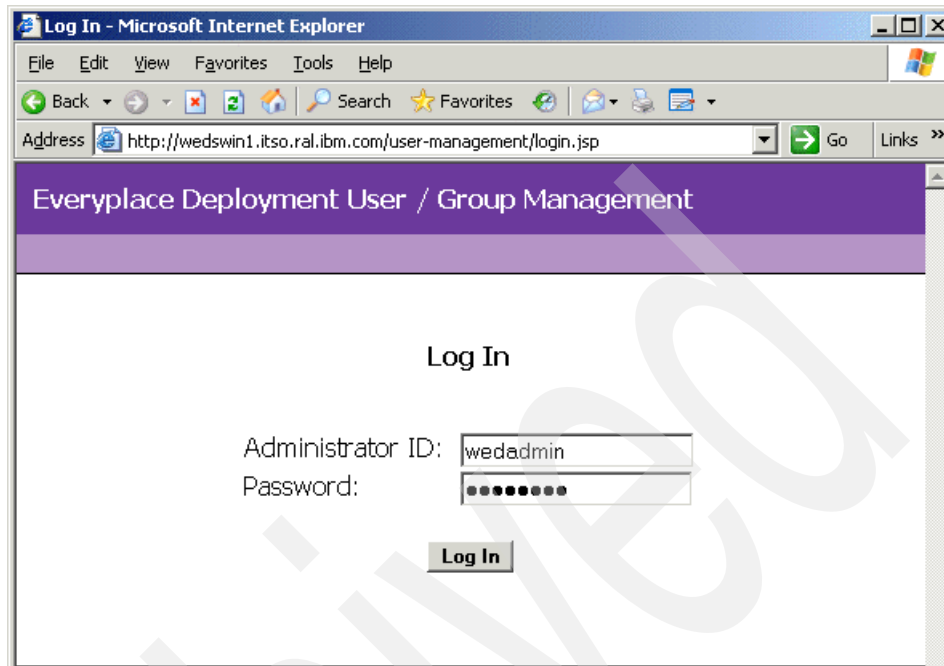 Log In - Microsoft Internet Explorer
File Edit View Favorites Tools Help
Back Search Favorites
Address http://wedswin1.itso.ral.ibm.com/user-management/login.jsp Go Links »
Everyplace Deployment User / Group Management
Log In
Administrator ID: wedadmin
Password: ●●●●●●●●
Log In